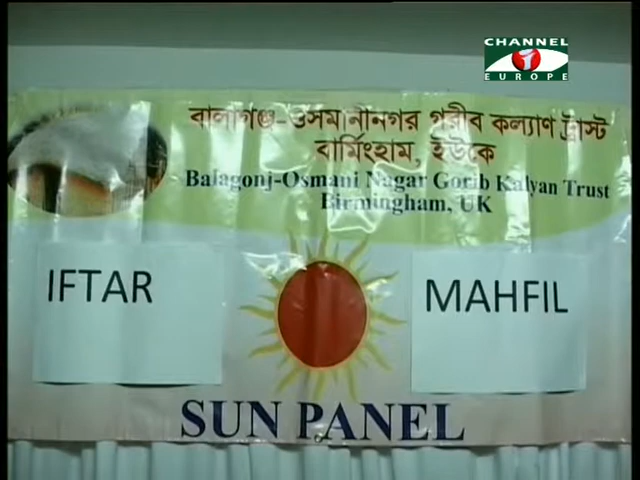 CHANNEL
1
EUROPE
বালাগঞ্জ-ওসমানীনগর গরীব কল্যাণ ট্রাস্ট
বার্মিংহাম, ইউকে
Balagonj-Osmani Nagar Gorib Kalyan Trust
Birmingham, UK
IFTAR
MAHFIL
SUN PANEL